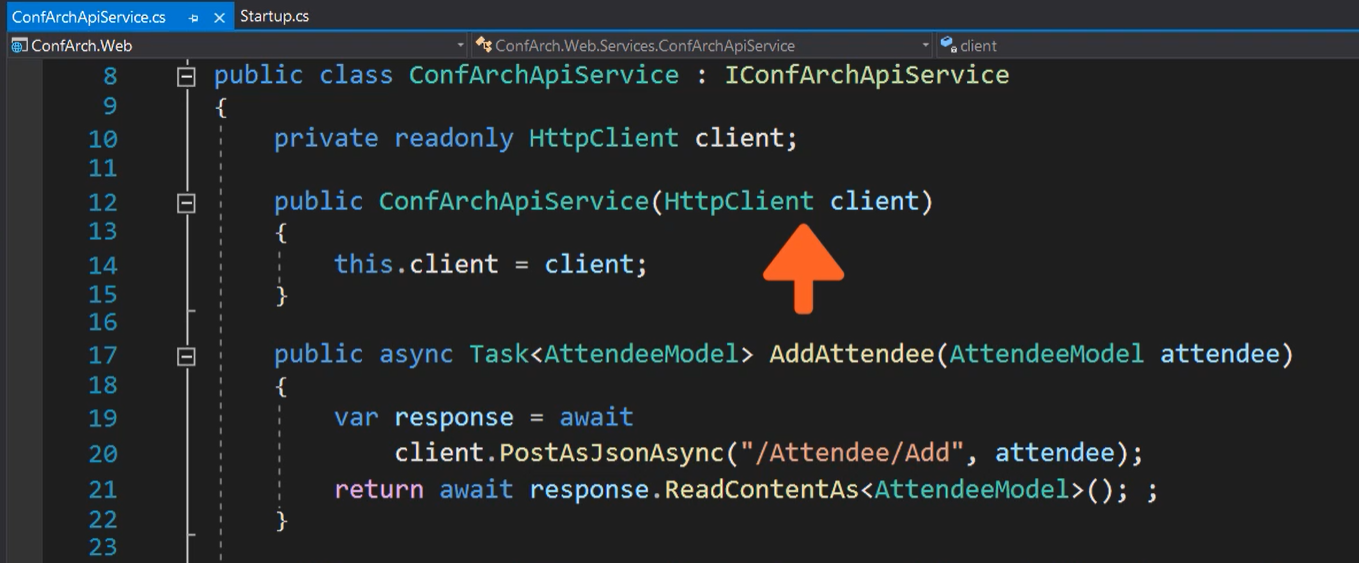 ConfArchApiService.cs Startup.cs
ConfArch.Web ConfArch.Web.Services.ConfArchApiService client
8 public class ConfArchApiService : IConfArchApiService
9 {
10 private readonly HttpClient client;
11
12 public ConfArchApiService(HttpClient client)
13 {
14 this.client = client;
15 }
16
17 public async Task<AttendeeModel> AddAttendee(AttendeeModel attendee)
18 {
19 var response = await
20 client.PostAsJsonAsync("/Attendee/Add", attendee);
21 return await response.ReadContentAs<AttendeeModel>(); ;
22 }
23